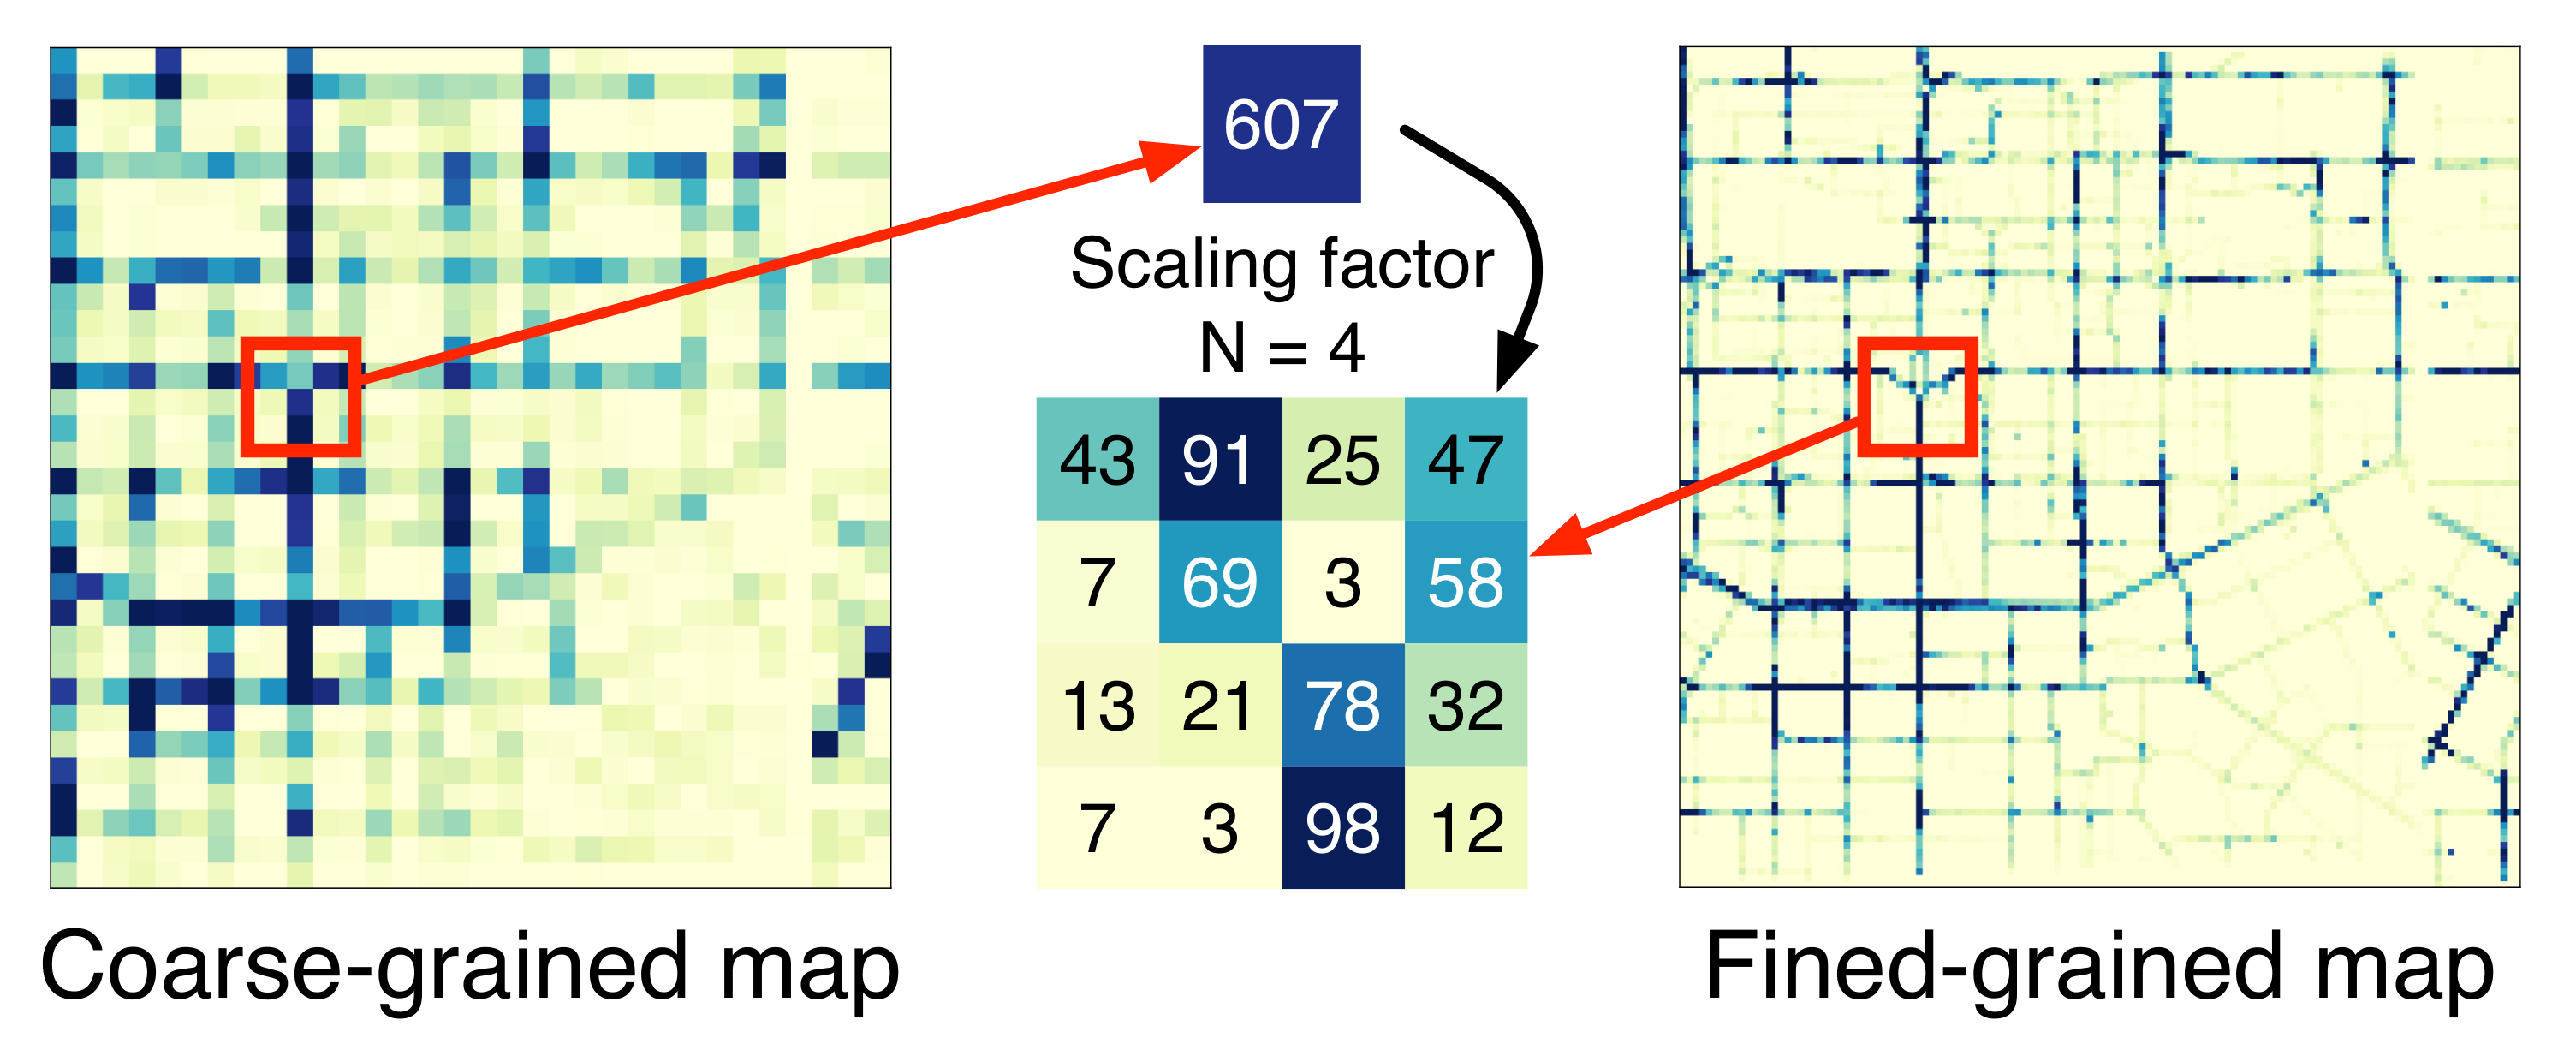 607
Scaling factor
N = 4
43 91 25 47
7 69 3 58
13 21 78 32
7 3 98 12
Coarse-grained map
Fined-grained map